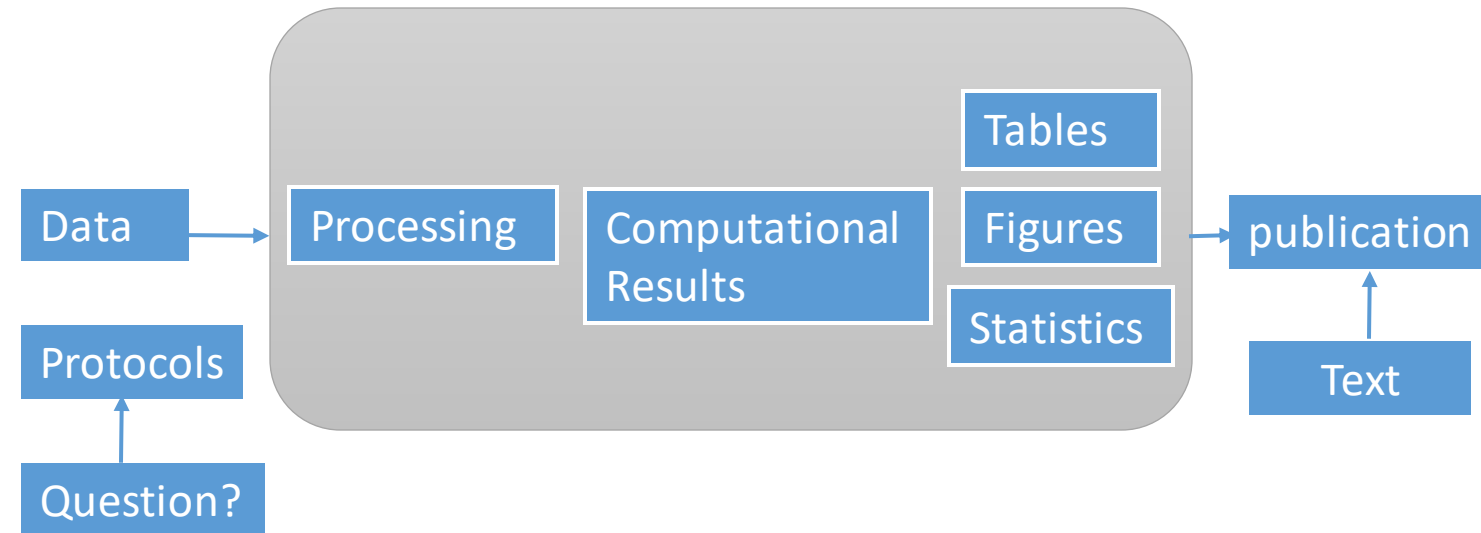 Data
Protocols
Question?
Processing
Computational
Results
Tables
Figures
Statistics
publication
Text